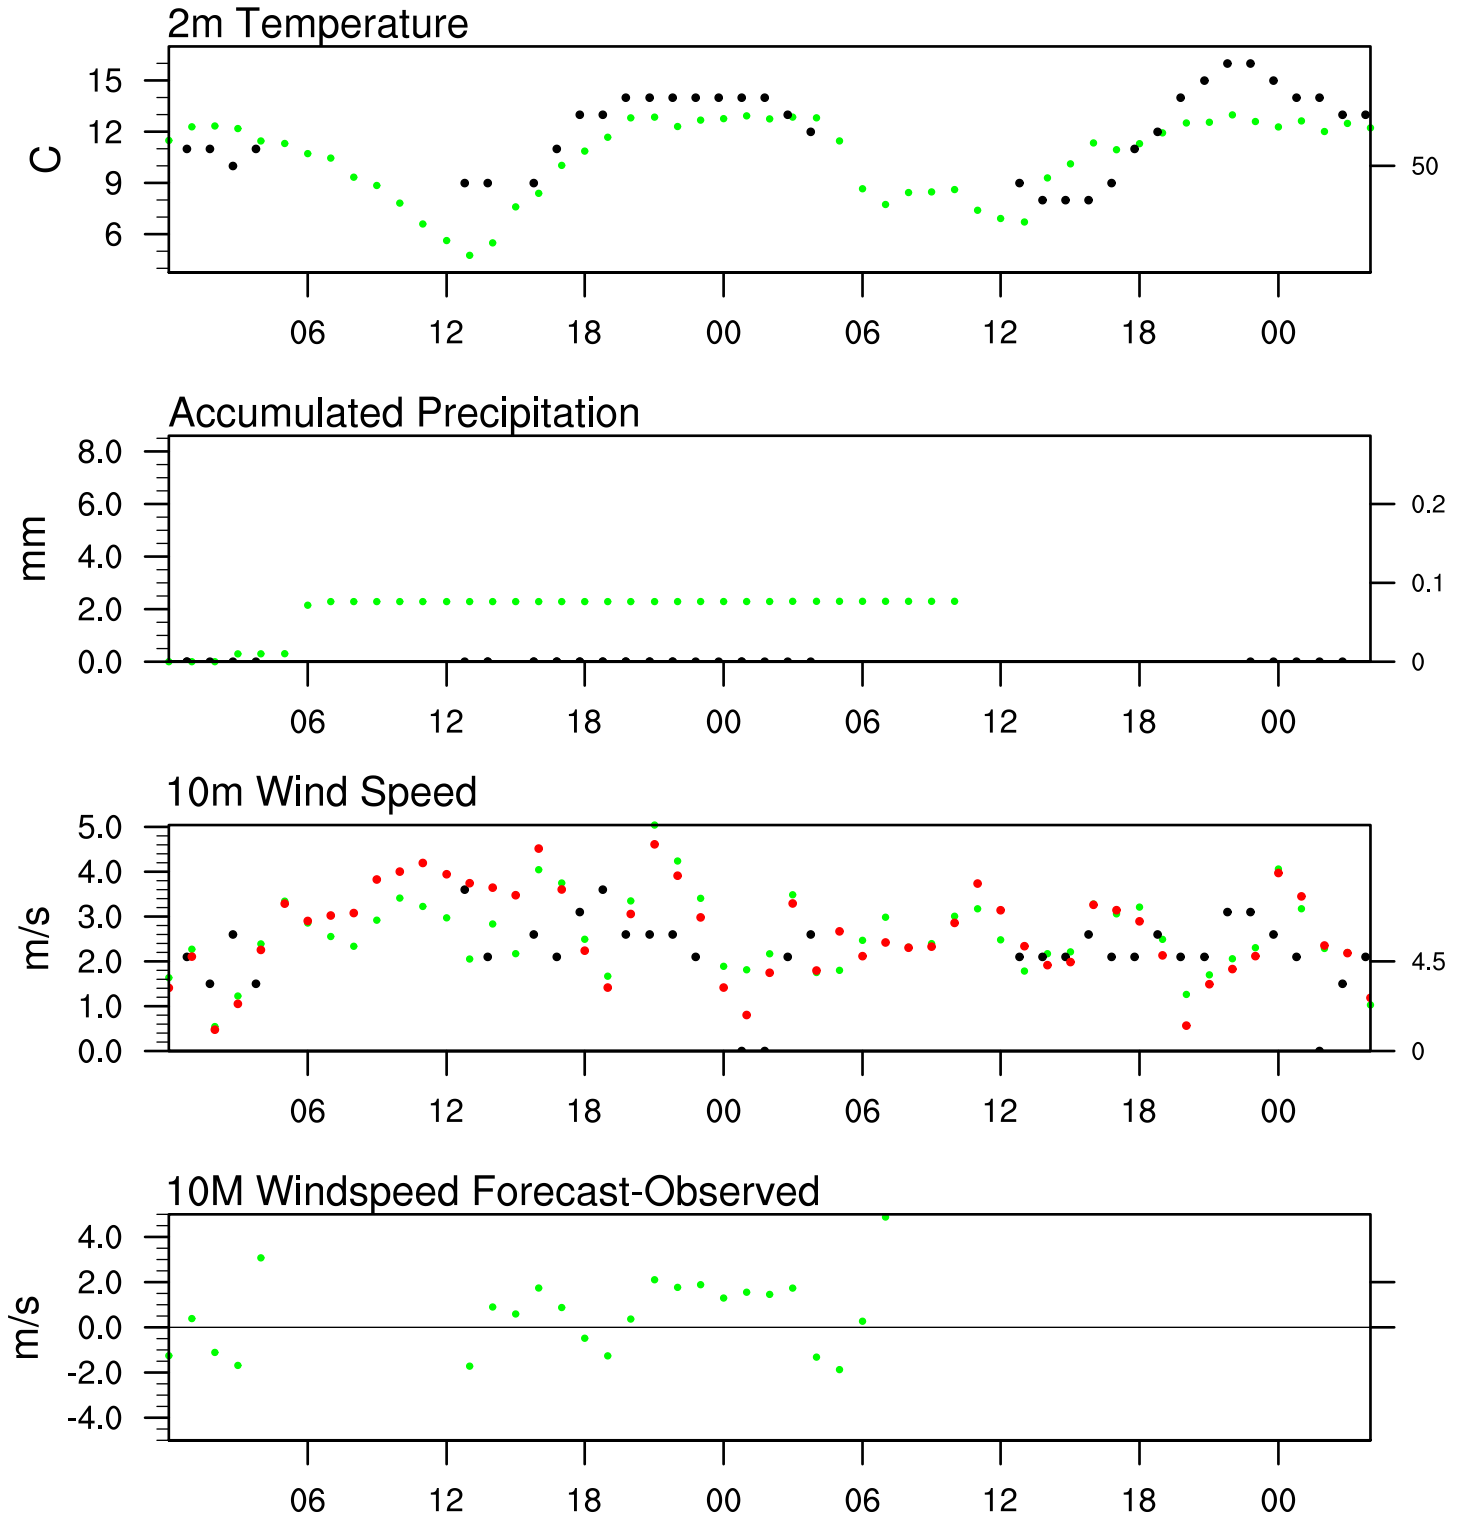 2m Temperature
15
12
9
6
C
50
06 12 18 00 06 12 18 00
Accumulated Precipitation
8.0
6.0
4.0
2.0
0.0
mm
0.2
0.1
0
06 12 18 00 06 12 18 00
10m Wind Speed
5.0
4.0
3.0
2.0
1.0
0.0
m/s
4.5
0
06 12 18 00 06 12 18 00
10M Windspeed Forecast-Observed
4.0
2.0
0.0
-2.0
-4.0
m/s
06 12 18 00 06 12 18 00